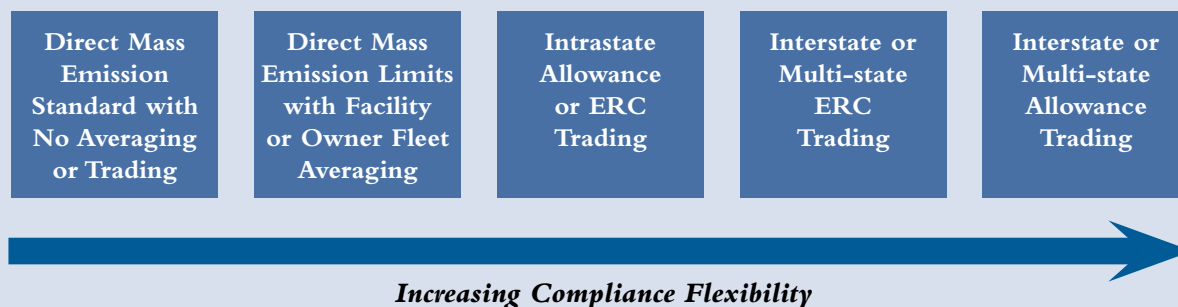 Direct Mass
Emission
Standard with
No Averaging
or Trading
Direct Mass
Emission Limits
with Facility
or Owner Fleet
Averaging
Intrastate
Allowance
or ERC
Trading
Interstate or
Multi-state
ERC
Trading
Interstate or
Multi-state
Allowance
Trading
Increasing Compliance Flexibility